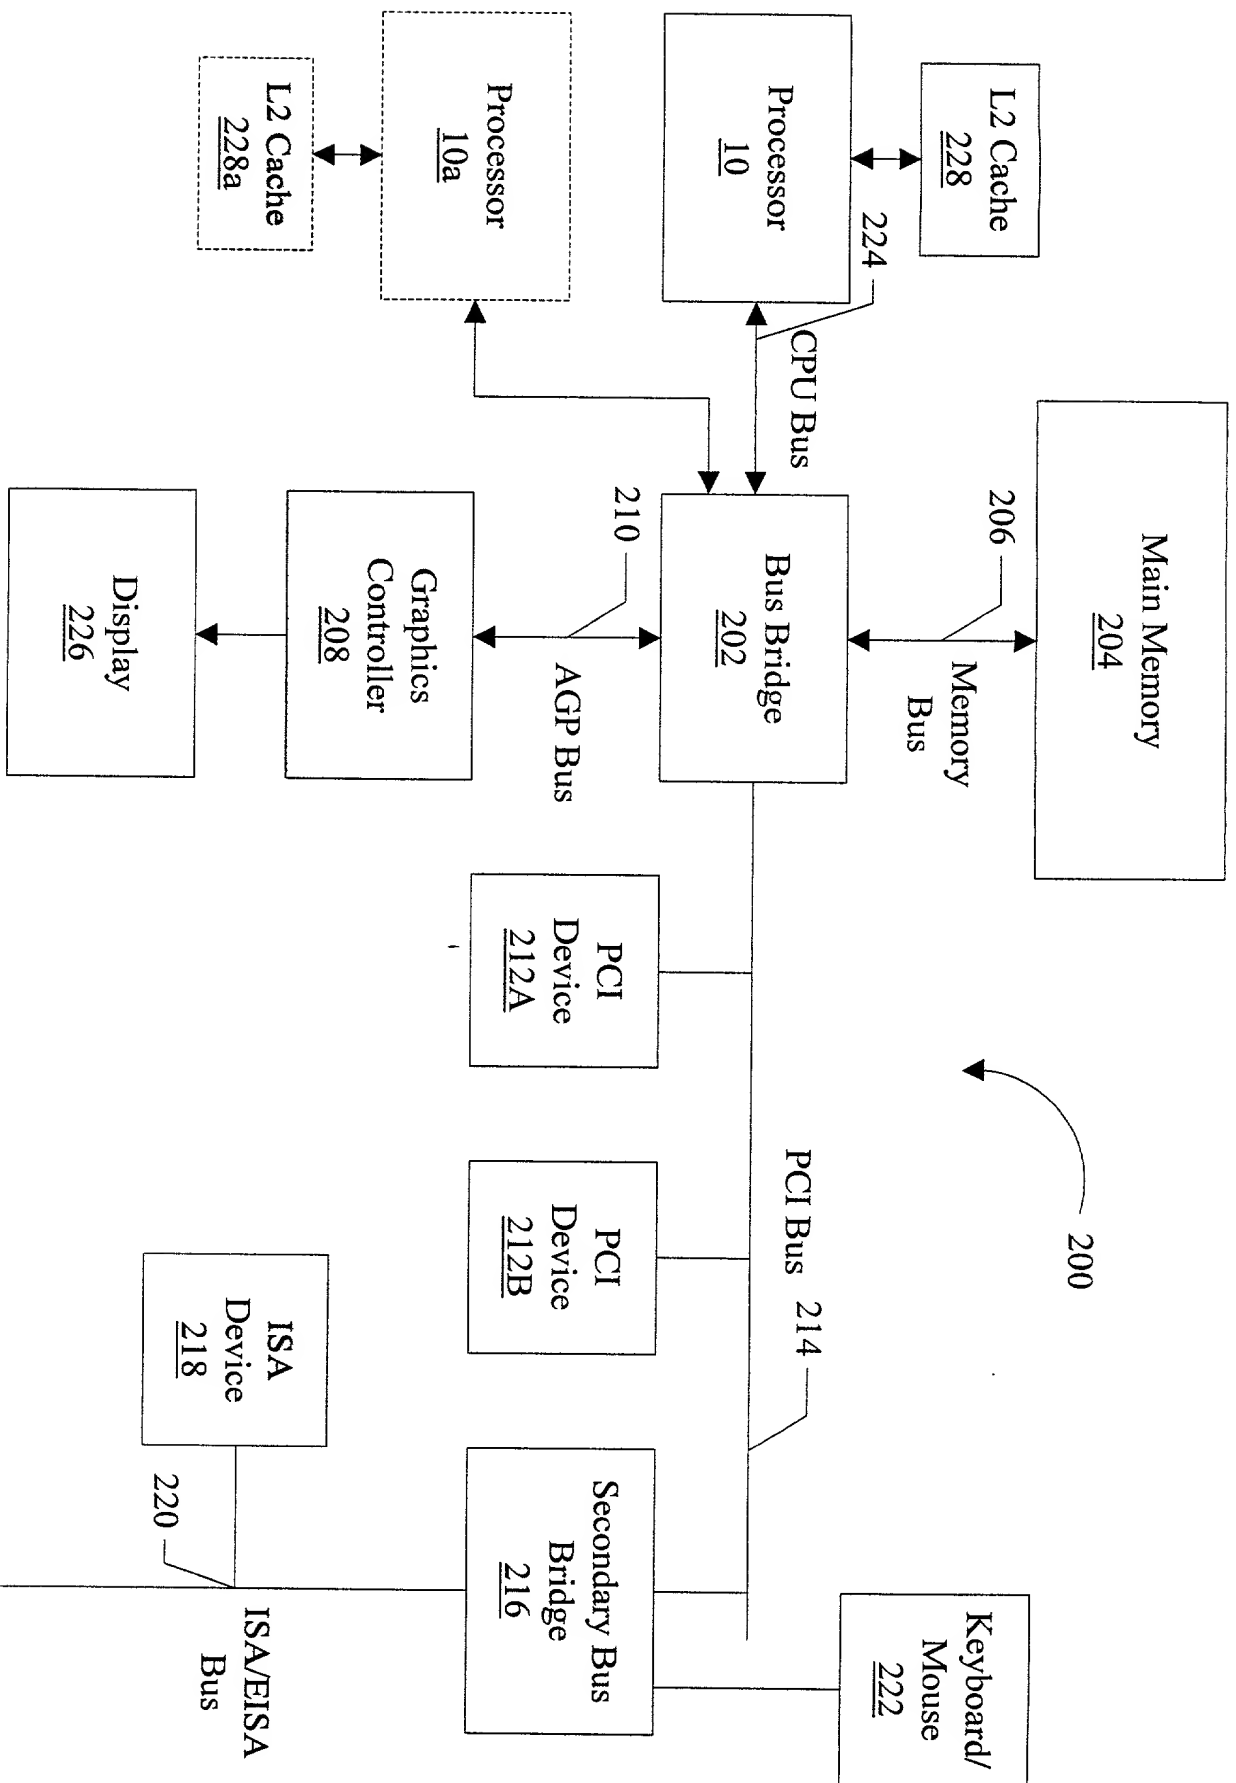 L2 Cache
228
Processor
10
Processor
10a
L2 Cache
228a
224
CPU Bus
Main Memory
204
206
Memory
Bus
Bus Bridge
202
210
AGP Bus
Graphics
Controller
208
Display
226
200
PCI Bus
214
PCI
Device
212A
PCI
Device
212B
ISA
Device
218
220
ISA/EISA
Bus
Secondary Bus
Bridge
216
Keyboard/
Mouse
222